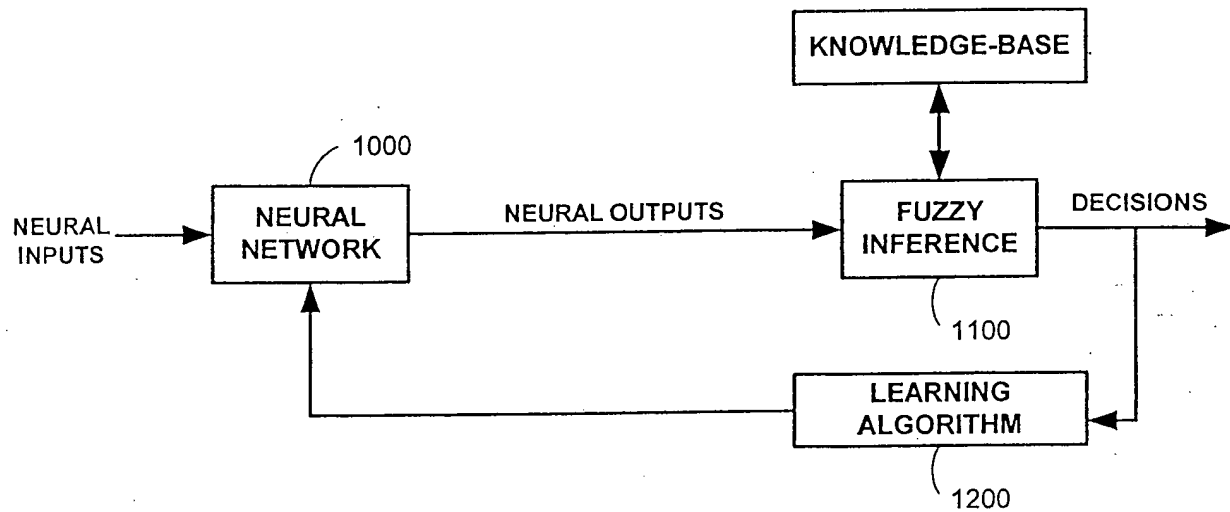 KNOWLEDGE-BASE
1000
NEURAL
INPUTS
NEURAL
NETWORK
NEURAL OUTPUTS
FUZZY
INFERENCE
DECISIONS
1100
LEARNING
ALGORITHM
1200